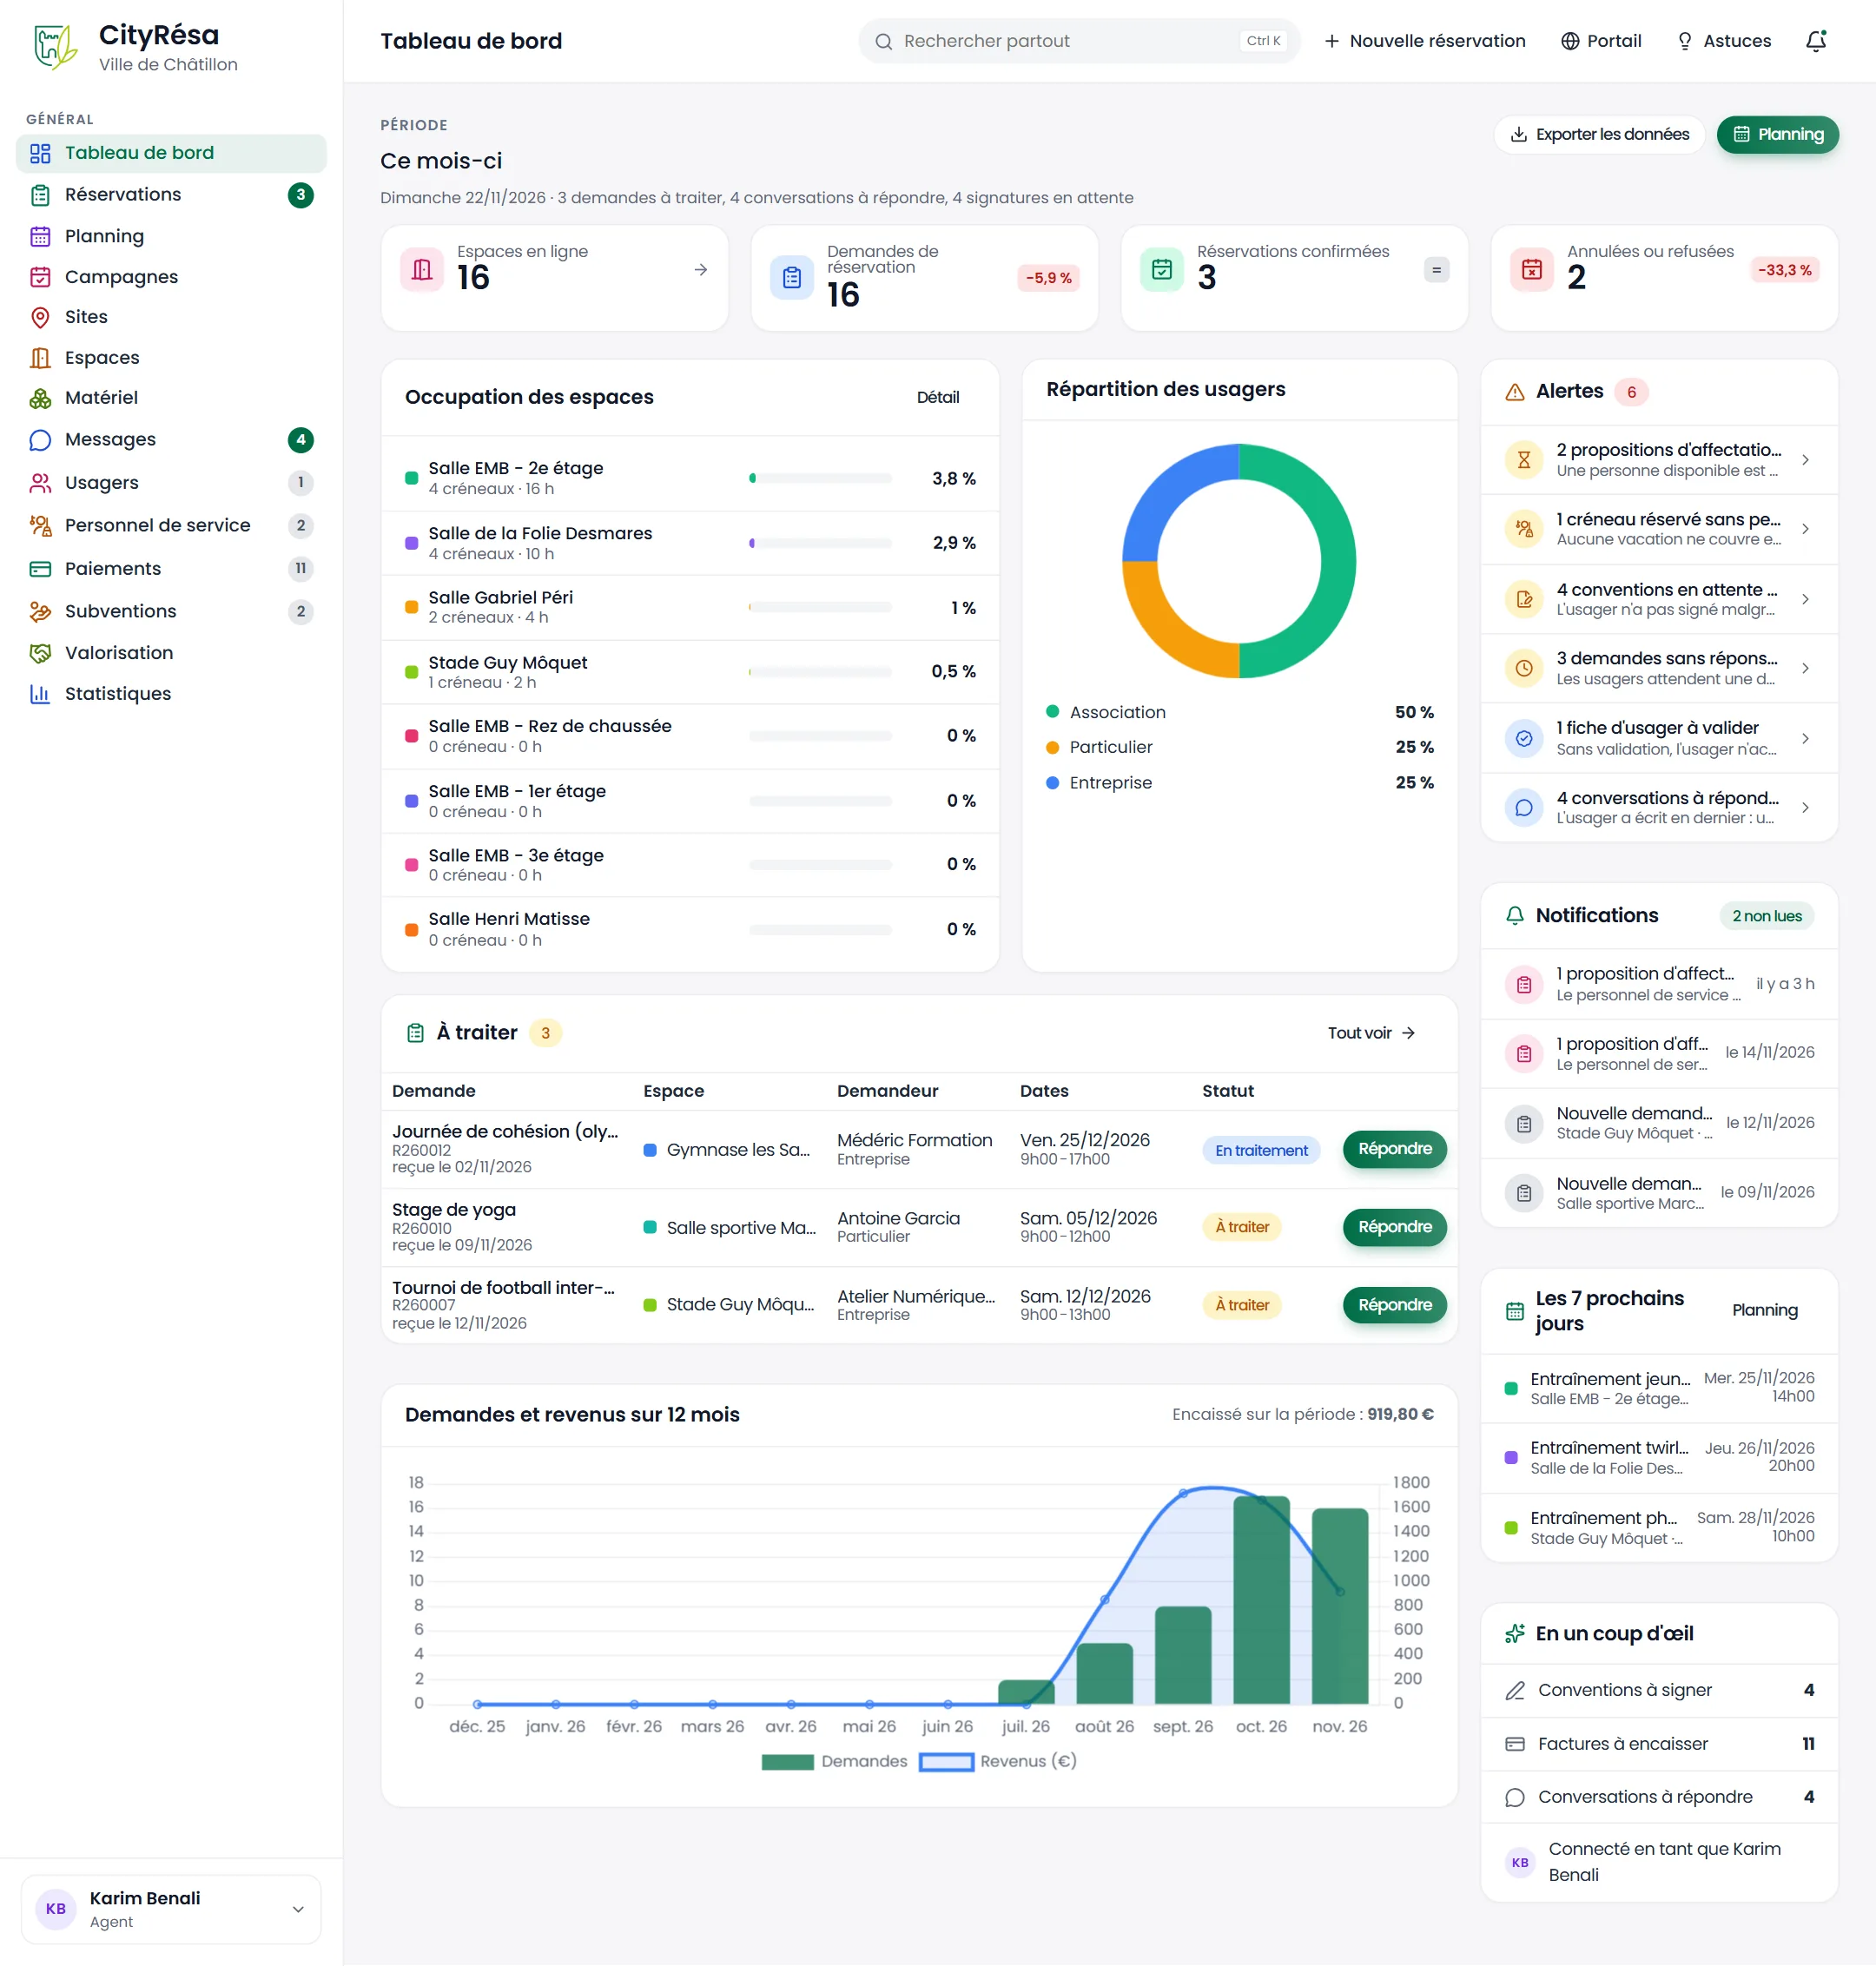 CityRésa
Ville de Châtillon
GÉNÉRAL
Tableau de bord
Réservations 3
Planning
Campagnes
Sites
Espaces
Matériel
Messages 4
Usagers 1
Personnel de service 2
Paiements 11
Subventions 2
Valorisation
Statistiques
KB
Karim Benali
Agent
Tableau de bord
Rechercher partout Ctrl K
Nouvelle réservation
Portail
Astuces
PÉRIODE
Ce mois-ci
Dimanche 22/11/2026 · 3 demandes à traiter, 4 conversations à répondre, 4 signatures en attente
Exporter les données
Planning
Espaces en ligne
16
Demandes de
réservation
16
-5,9 %
Réservations confirmées
3
=
Annulées ou refusées
2
-33,3 %
Occupation des espaces
Détail
Salle EMB - 2e étage
4 créneaux · 16 h
3,8 %
Salle de la Folie Desmares
4 créneaux · 10 h
2,9 %
Salle Gabriel Péri
2 créneaux · 4 h
1 %
Stade Guy Môquet
1 créneau · 2 h
0,5 %
Salle EMB - Rez de chaussée
0 créneau · 0 h
0 %
Salle EMB - 1er étage
0 créneau · 0 h
0 %
Salle EMB - 3e étage
0 créneau · 0 h
0 %
Salle Henri Matisse
0 créneau · 0 h
0 %
Répartition des usagers
Association 50 %
Particulier 25 %
Entreprise 25 %
Alertes 6
2 propositions d'affectatio...
Une personne disponible est ...
1 créneau réservé sans pe...
Aucune vacation ne couvre e...
4 conventions en attente ...
L'usager n'a pas signé malgr...
3 demandes sans répons...
Les usagers attendent une d...
1 fiche d'usager à valider
Sans validation, l'usager n'ac...
4 conversations à répond...
L'usager a écrit en dernier : u...
Notifications 2 non lues
1 proposition d'affect... il y a 3 h
Le personnel de service ...
1 proposition d'aff... le 14/11/2026
Le personnel de ser...
Nouvelle demand... le 12/11/2026
Stade Guy Môquet · ...
Nouvelle deman... le 09/11/2026
Salle sportive Marc...
Les 7 prochains
jours
Planning
Entraînement jeun... Mer. 25/11/2026
Salle EMB - 2e étage... 14h00
Entraînement twirl... Jeu. 26/11/2026
Salle de la Folie Des... 20h00
Entraînement ph... Sam. 28/11/2026
Stade Guy Môquet ·... 10h00
En un coup d'œil
Conventions à signer 4
Factures à encaisser 11
Conversations à répondre 4
KB
Connecté en tant que Karim
Benali
À traiter 3
Tout voir
Demande Espace Demandeur Dates Statut
Journée de cohésion (oly...
R260012
reçue le 02/11/2026
Gymnase les Sa...
Médéric Formation
Entreprise
Ven. 25/12/2026
9h00-17h00
En traitement
Répondre
Stage de yoga
R260010
reçue le 09/11/2026
Salle sportive Ma...
Antoine Garcia
Particulier
Sam. 05/12/2026
9h00-12h00
À traiter
Répondre
Tournoi de football inter-...
R260007
reçue le 12/11/2026
Stade Guy Môqu...
Atelier Numérique...
Entreprise
Sam. 12/12/2026
9h00-13h00
À traiter
Répondre
Demandes et revenus sur 12 mois
Encaissé sur la période : 919,80 €
18 1 800
16 1 600
14 1 400
12 1 200
10 1 000
8 800
6 600
4 400
2 200
0 0
déc. 25 janv. 26 févr. 26 mars 26 avr. 26 mai 26 juin 26 juil. 26 août 26 sept. 26 oct. 26 nov. 26
Demandes Revenus (€)